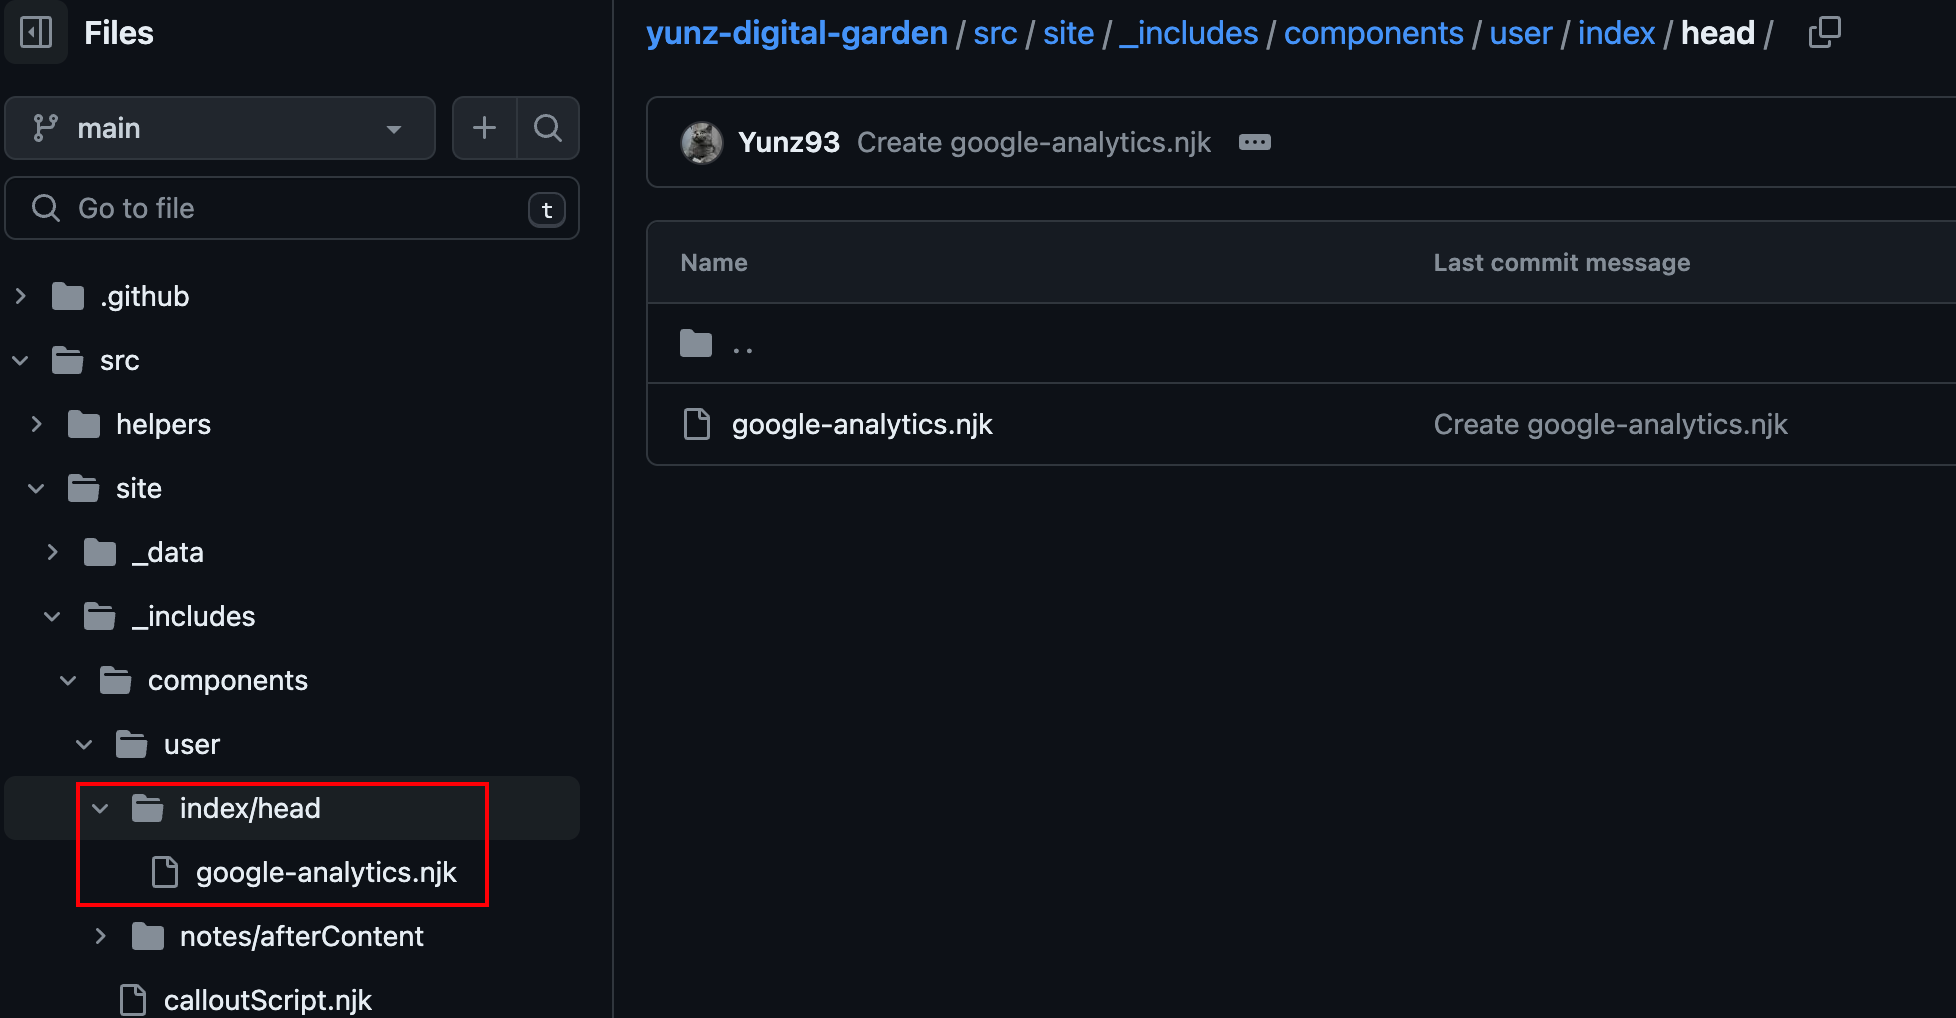 Files
main
Go to file
t
.github
src
helpers
site
_data
_includes
components
user
index/head
google-analytics.njk
notes/afterContent
calloutScript.njk
yunz-digital-garden / src / site / _includes / components / user / index / head /
Yunz93 Create google-analytics.njk
Name Last commit message
..
google-analytics.njk Create google-analytics.njk